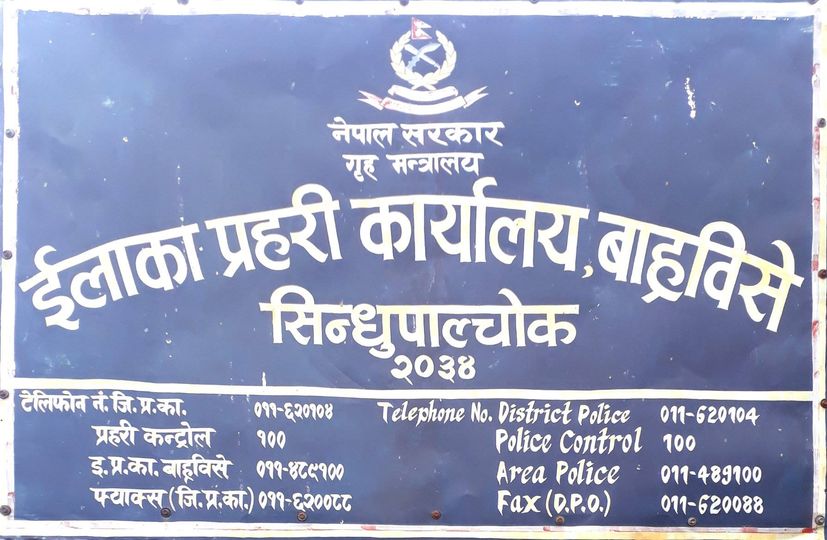 नेपाल सरकार
गृह मन्त्रालय
ईलाका प्रहरी कार्यालय, बाह्रविसे
सिन्धुपाल्चोक
२०३४
टेलिफोन नं. जि. प्र. का. ०११-६२०१०४ Telephone No. District Police 011-620104
प्रहरी कन्ट्रोल १०० Police Control 100
इ. प्र. का. बाह्रविसे ०११-४८९१०० Area Police 011-489100
फ्याक्स (जि. प्र. का.) ०११-६२००८८ Fax (D.P.O.) 011-620088